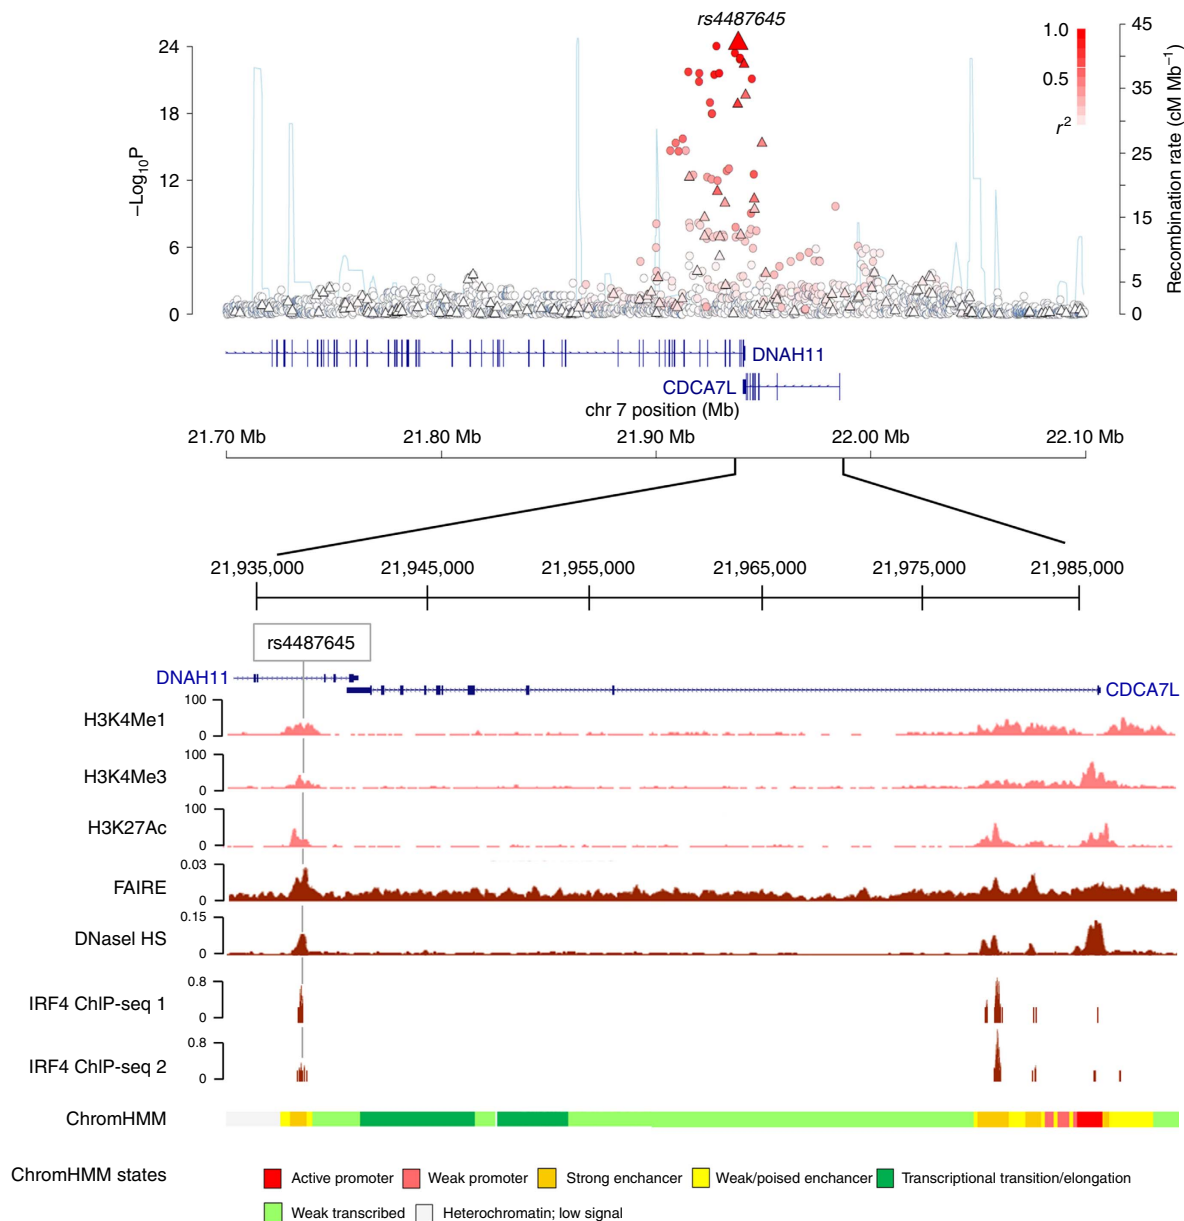 rs4487645
24
18
12
6
0
–Log10P
1.0
0.5
r2
45
35
25
15
5
0
Recombination rate (cM Mb–1)
DNAH11
CDCA7L
chr 7 position (Mb)
21.70 Mb 21.80 Mb 21.90 Mb 22.00 Mb 22.10 Mb
21,935,000 21,945,000 21,955,000 21,965,000 21,975,000 21,985,000
rs4487645
DNAH11
CDCA7L
H3K4Me1 100 0
H3K4Me3 100 0
H3K27Ac 100 0
FAIRE 0.03 0
DNasel HS 0.15 0
IRF4 ChIP-seq 1 0.8 0
IRF4 ChIP-seq 2 0.8 0
ChromHMM
ChromHMM states Active promoter Weak promoter Strong enchancer Weak/poised enchancer Transcriptional transition/elongation
Weak transcribed Heterochromatin; low signal